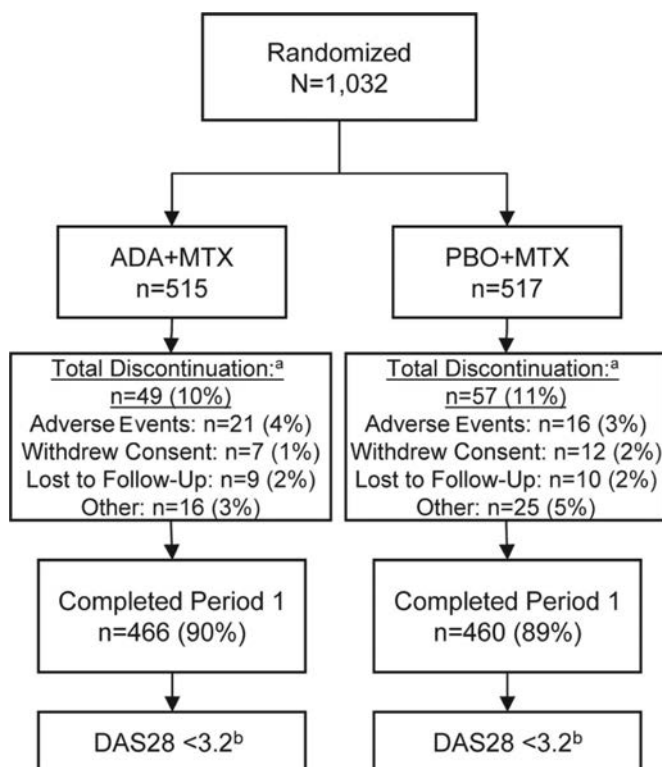 Randomized
N=1,032
ADA+MTX
n=515
PBO+MTX
n=517
Total Discontinuation:ᵃ
n=49 (10%)
Adverse Events: n=21 (4%)
Withdrew Consent: n=7 (1%)
Lost to Follow-Up: n=9 (2%)
Other: n=16 (3%)
Total Discontinuation:ᵃ
n=57 (11%)
Adverse Events: n=16 (3%)
Withdrew Consent: n=12 (2%)
Lost to Follow-Up: n=10 (2%)
Other: n=25 (5%)
Completed Period 1
n=466 (90%)
Completed Period 1
n=460 (89%)
DAS28 <3.2ᵇ
DAS28 <3.2ᵇ